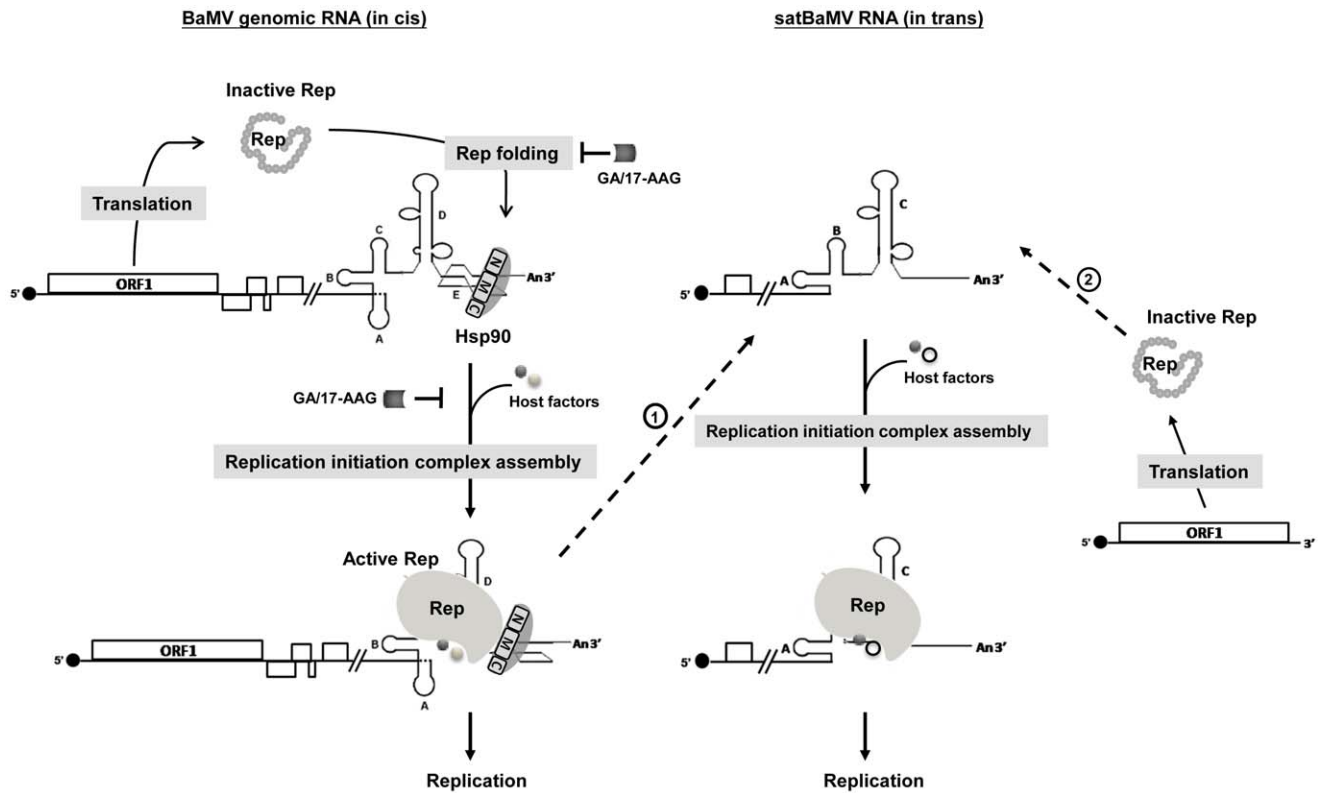 BaMV genomic RNA (in cis)
satBaMV RNA (in trans)
Inactive Rep
Rep
Rep folding
GA/17-AAG
Translation
ORF1
5'
B
C
A
D
E
N
M
C
An3'
Hsp90
GA/17-AAG
Host factors
Replication initiation complex assembly
Active Rep
Rep
D
5'
ORF1
B
A
N
M
C
An3'
Replication
1
5'
A
B
C
An3'
Host factors
Replication initiation complex assembly
Rep
C
5'
A
An3'
Replication
2
Inactive Rep
Rep
Translation
5'
ORF1
3'